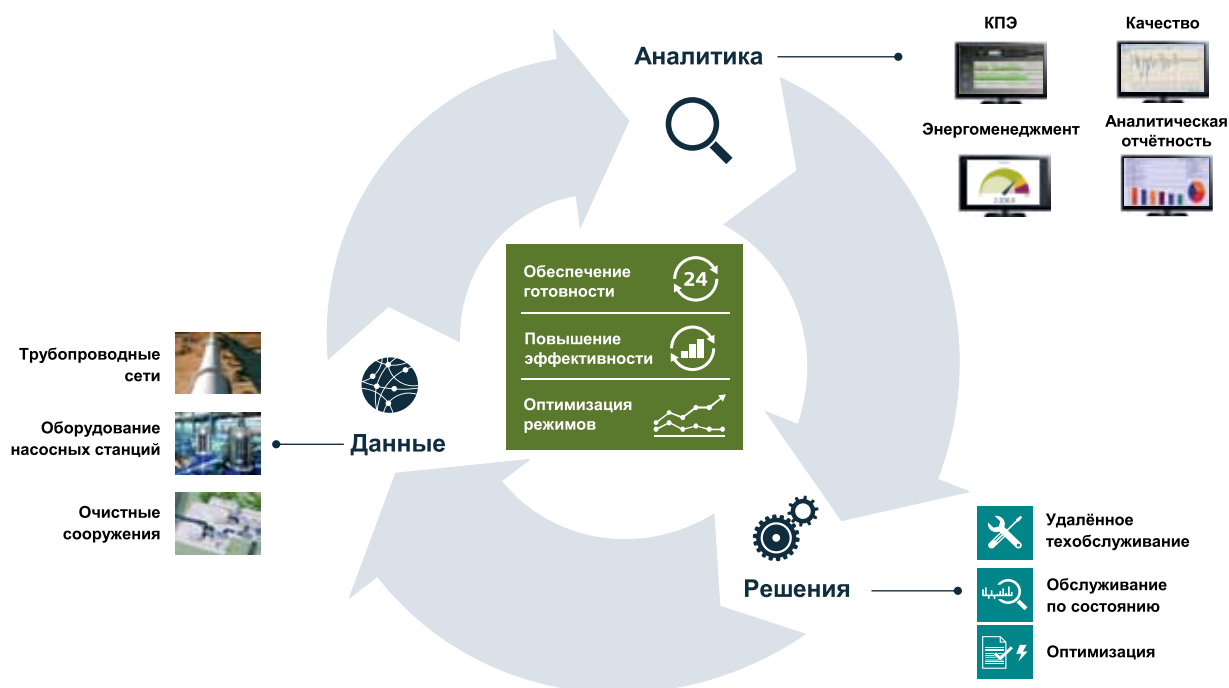 КПЭ
Качество
Аналитика
Энергоменеджмент
Аналитическая
отчётность
Обеспечение
готовности
24
Повышение
эффективности
Оптимизация
режимов
Трубопроводные
сети
Оборудование
насосных станций
Очистные
сооружения
Данные
Решения
Удалённое
техобслуживание
Обслуживание
по состоянию
Оптимизация